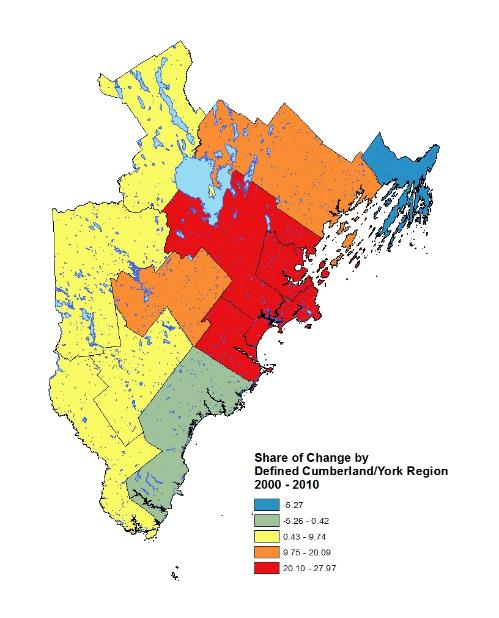 Share of Change by
Defined Cumberland/York Region
2000 - 2010
-5.27
-5.26 - 0.42
0.43 - 9.74
9.75 - 20.09
20.10 - 27.97